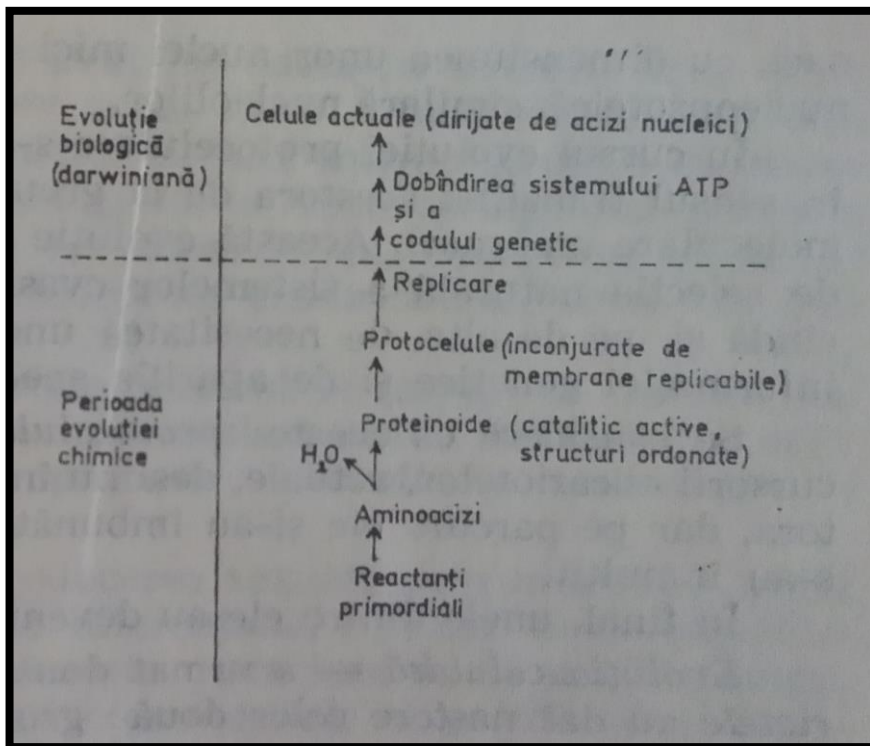 Evoluție
biologică
(darwiniană)
Celule actuale (dirijate de acizi nucleici)
Dobîndirea sistemului ATP
și a
codului genetic
Replicare
Protocelule (înconjurate de
membrane replicabile)
Perioada
evoluției
chimice
Proteinoide (catalitic active,
structuri ordonate)
H₂O
Aminoacizi
Reactanți
primordiali